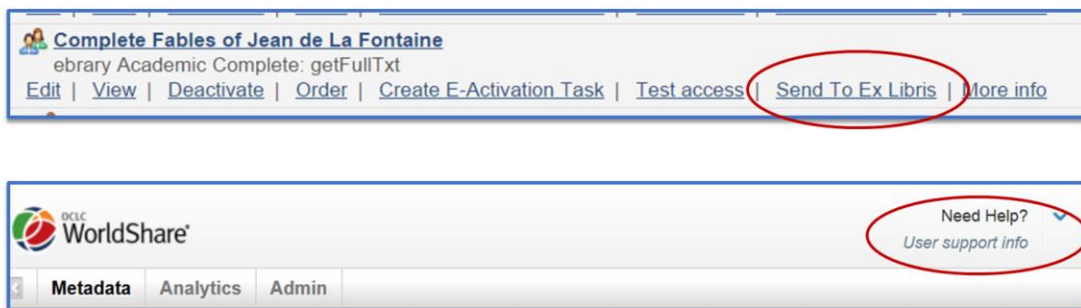 Complete Fables of Jean de La Fontaine
ebrary Academic Complete: getFullTxt
Edit | View | Deactivate | Order | Create E-Activation Task | Test access | Send To Ex Libris | More info
OCLC
WorldShare®
Need Help?
User support info
Metadata Analytics Admin